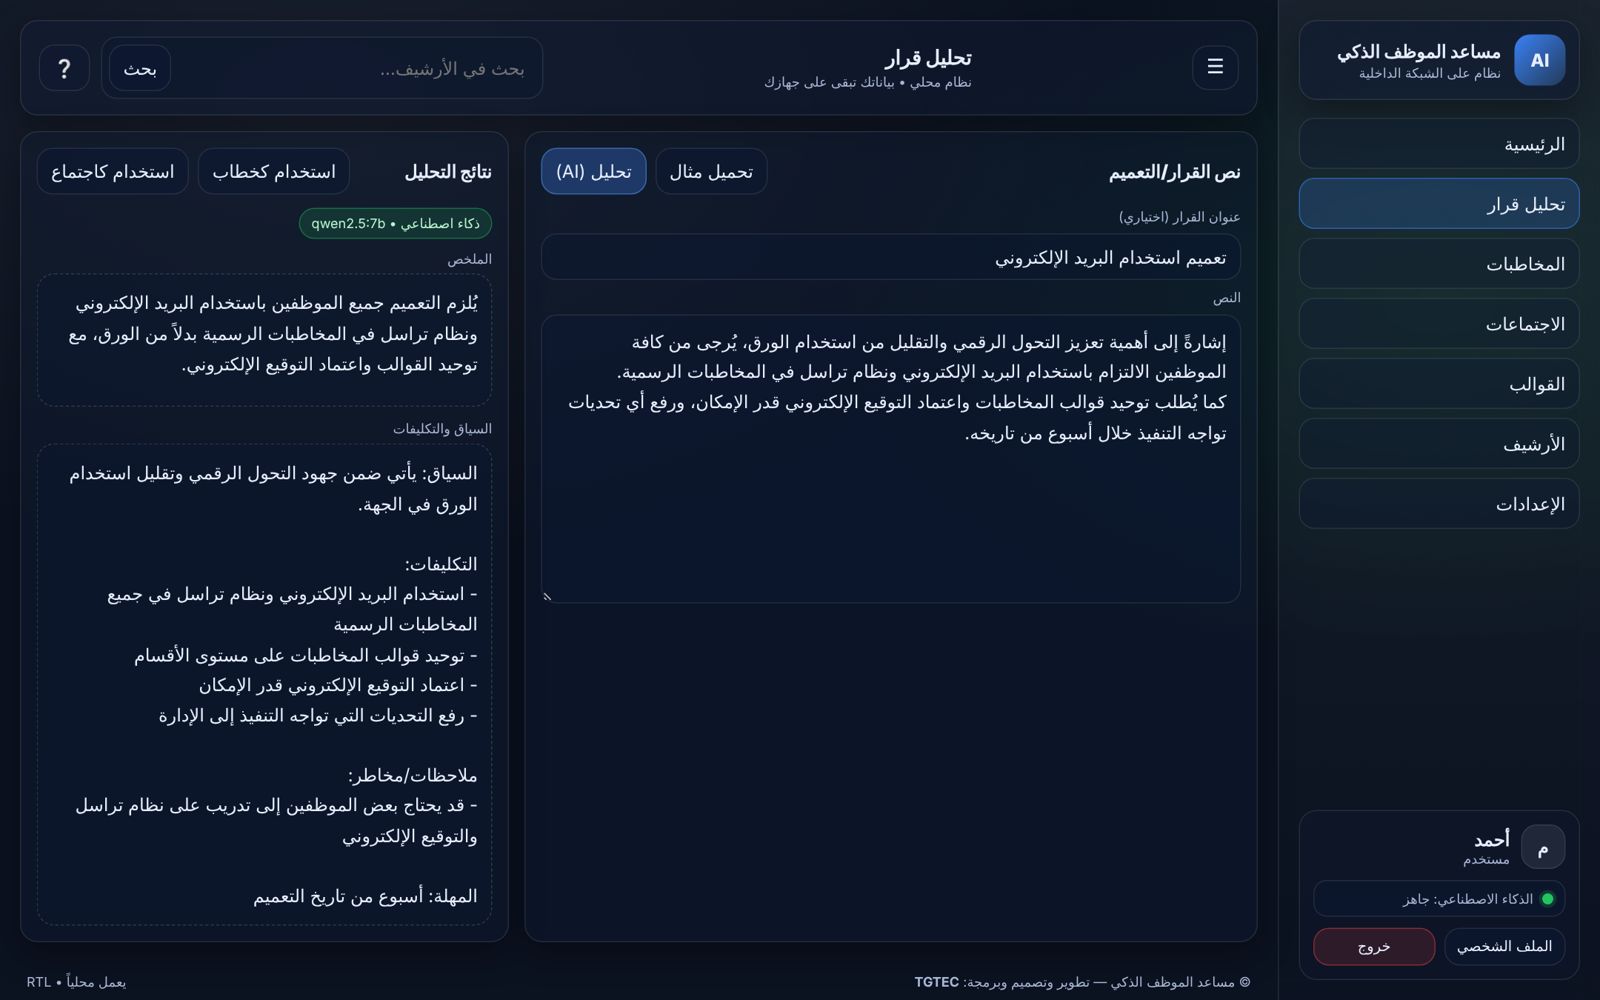 AI
مساعد الموظف الذكي
نظام على الشبكة الداخلية
الرئيسية
تحليل قرار
المخاطبات
الاجتماعات
القوالب
الأرشيف
الإعدادات
م
أحمد
مستخدم
الذكاء الاصطناعي: جاهز
الملف الشخصي
خروج
☰
تحليل قرار
نظام محلي • بياناتك تبقى على جهازك
بحث في الأرشيف...
بحث
?
نص القرار/التعميم
تحميل مثال
تحليل (AI)
عنوان القرار (اختياري)
تعميم استخدام البريد الإلكتروني
النص
إشارةً إلى أهمية تعزيز التحول الرقمي والتقليل من استخدام الورق، يُرجى من كافة
الموظفين الالتزام باستخدام البريد الإلكتروني ونظام تراسل في المخاطبات الرسمية.
كما يُطلب توحيد قوالب المخاطبات واعتماد التوقيع الإلكتروني قدر الإمكان، ورفع أي تحديات
تواجه التنفيذ خلال أسبوع من تاريخه.
نتائج التحليل
استخدام كخطاب
استخدام كاجتماع
ذكاء اصطناعي • qwen2.5:7b
الملخص
يُلزم التعميم جميع الموظفين باستخدام البريد الإلكتروني
ونظام تراسل في المخاطبات الرسمية بدلاً من الورق، مع
توحيد القوالب واعتماد التوقيع الإلكتروني.
السياق والتكليفات
السياق: يأتي ضمن جهود التحول الرقمي وتقليل استخدام
الورق في الجهة.
التكليفات:
- استخدام البريد الإلكتروني ونظام تراسل في جميع
المخاطبات الرسمية
- توحيد قوالب المخاطبات على مستوى الأقسام
- اعتماد التوقيع الإلكتروني قدر الإمكان
- رفع التحديات التي تواجه التنفيذ إلى الإدارة
ملاحظات/مخاطر:
- قد يحتاج بعض الموظفين إلى تدريب على نظام تراسل
والتوقيع الإلكتروني
المهلة: أسبوع من تاريخ التعميم
© مساعد الموظف الذكي — تطوير وتصميم وبرمجة: TGTEC
يعمل محلياً • RTL